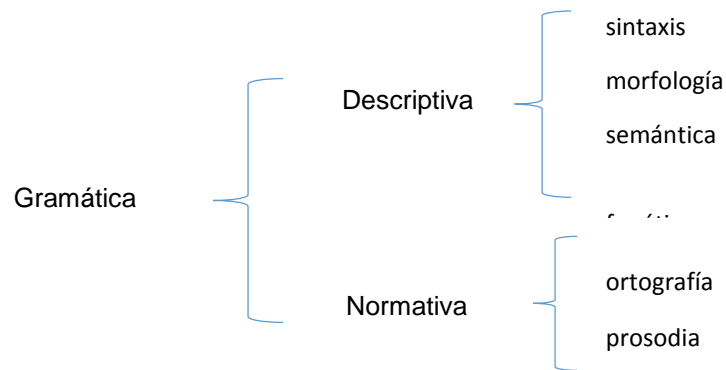 sintaxis
Descriptiva
morfología
semántica
Gramática
Normativa
ortografía
prosodia